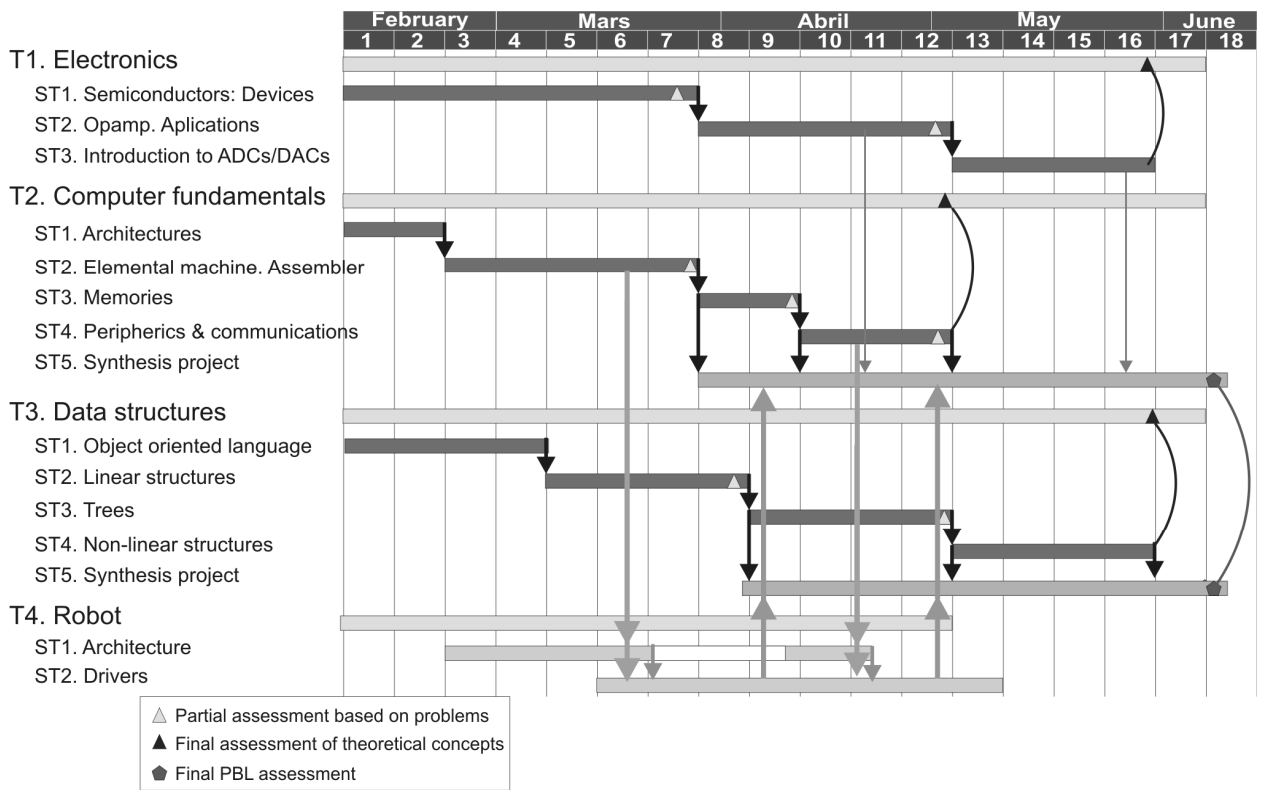 February Mars Abril May June
1 2 3 4 5 6 7 8 9 10 11 12 13 14 15 16 17 18
T1. Electronics
ST1. Semiconductors: Devices
ST2. Opamp. Aplications
ST3. Introduction to ADCs/DACs
T2. Computer fundamentals
ST1. Architectures
ST2. Elemental machine. Assembler
ST3. Memories
ST4. Peripherics & communications
ST5. Synthesis project
T3. Data structures
ST1. Object oriented language
ST2. Linear structures
ST3. Trees
ST4. Non-linear structures
ST5. Synthesis project
T4. Robot
ST1. Architecture
ST2. Drivers
Partial assessment based on problems
Final assessment of theoretical concepts
Final PBL assessment